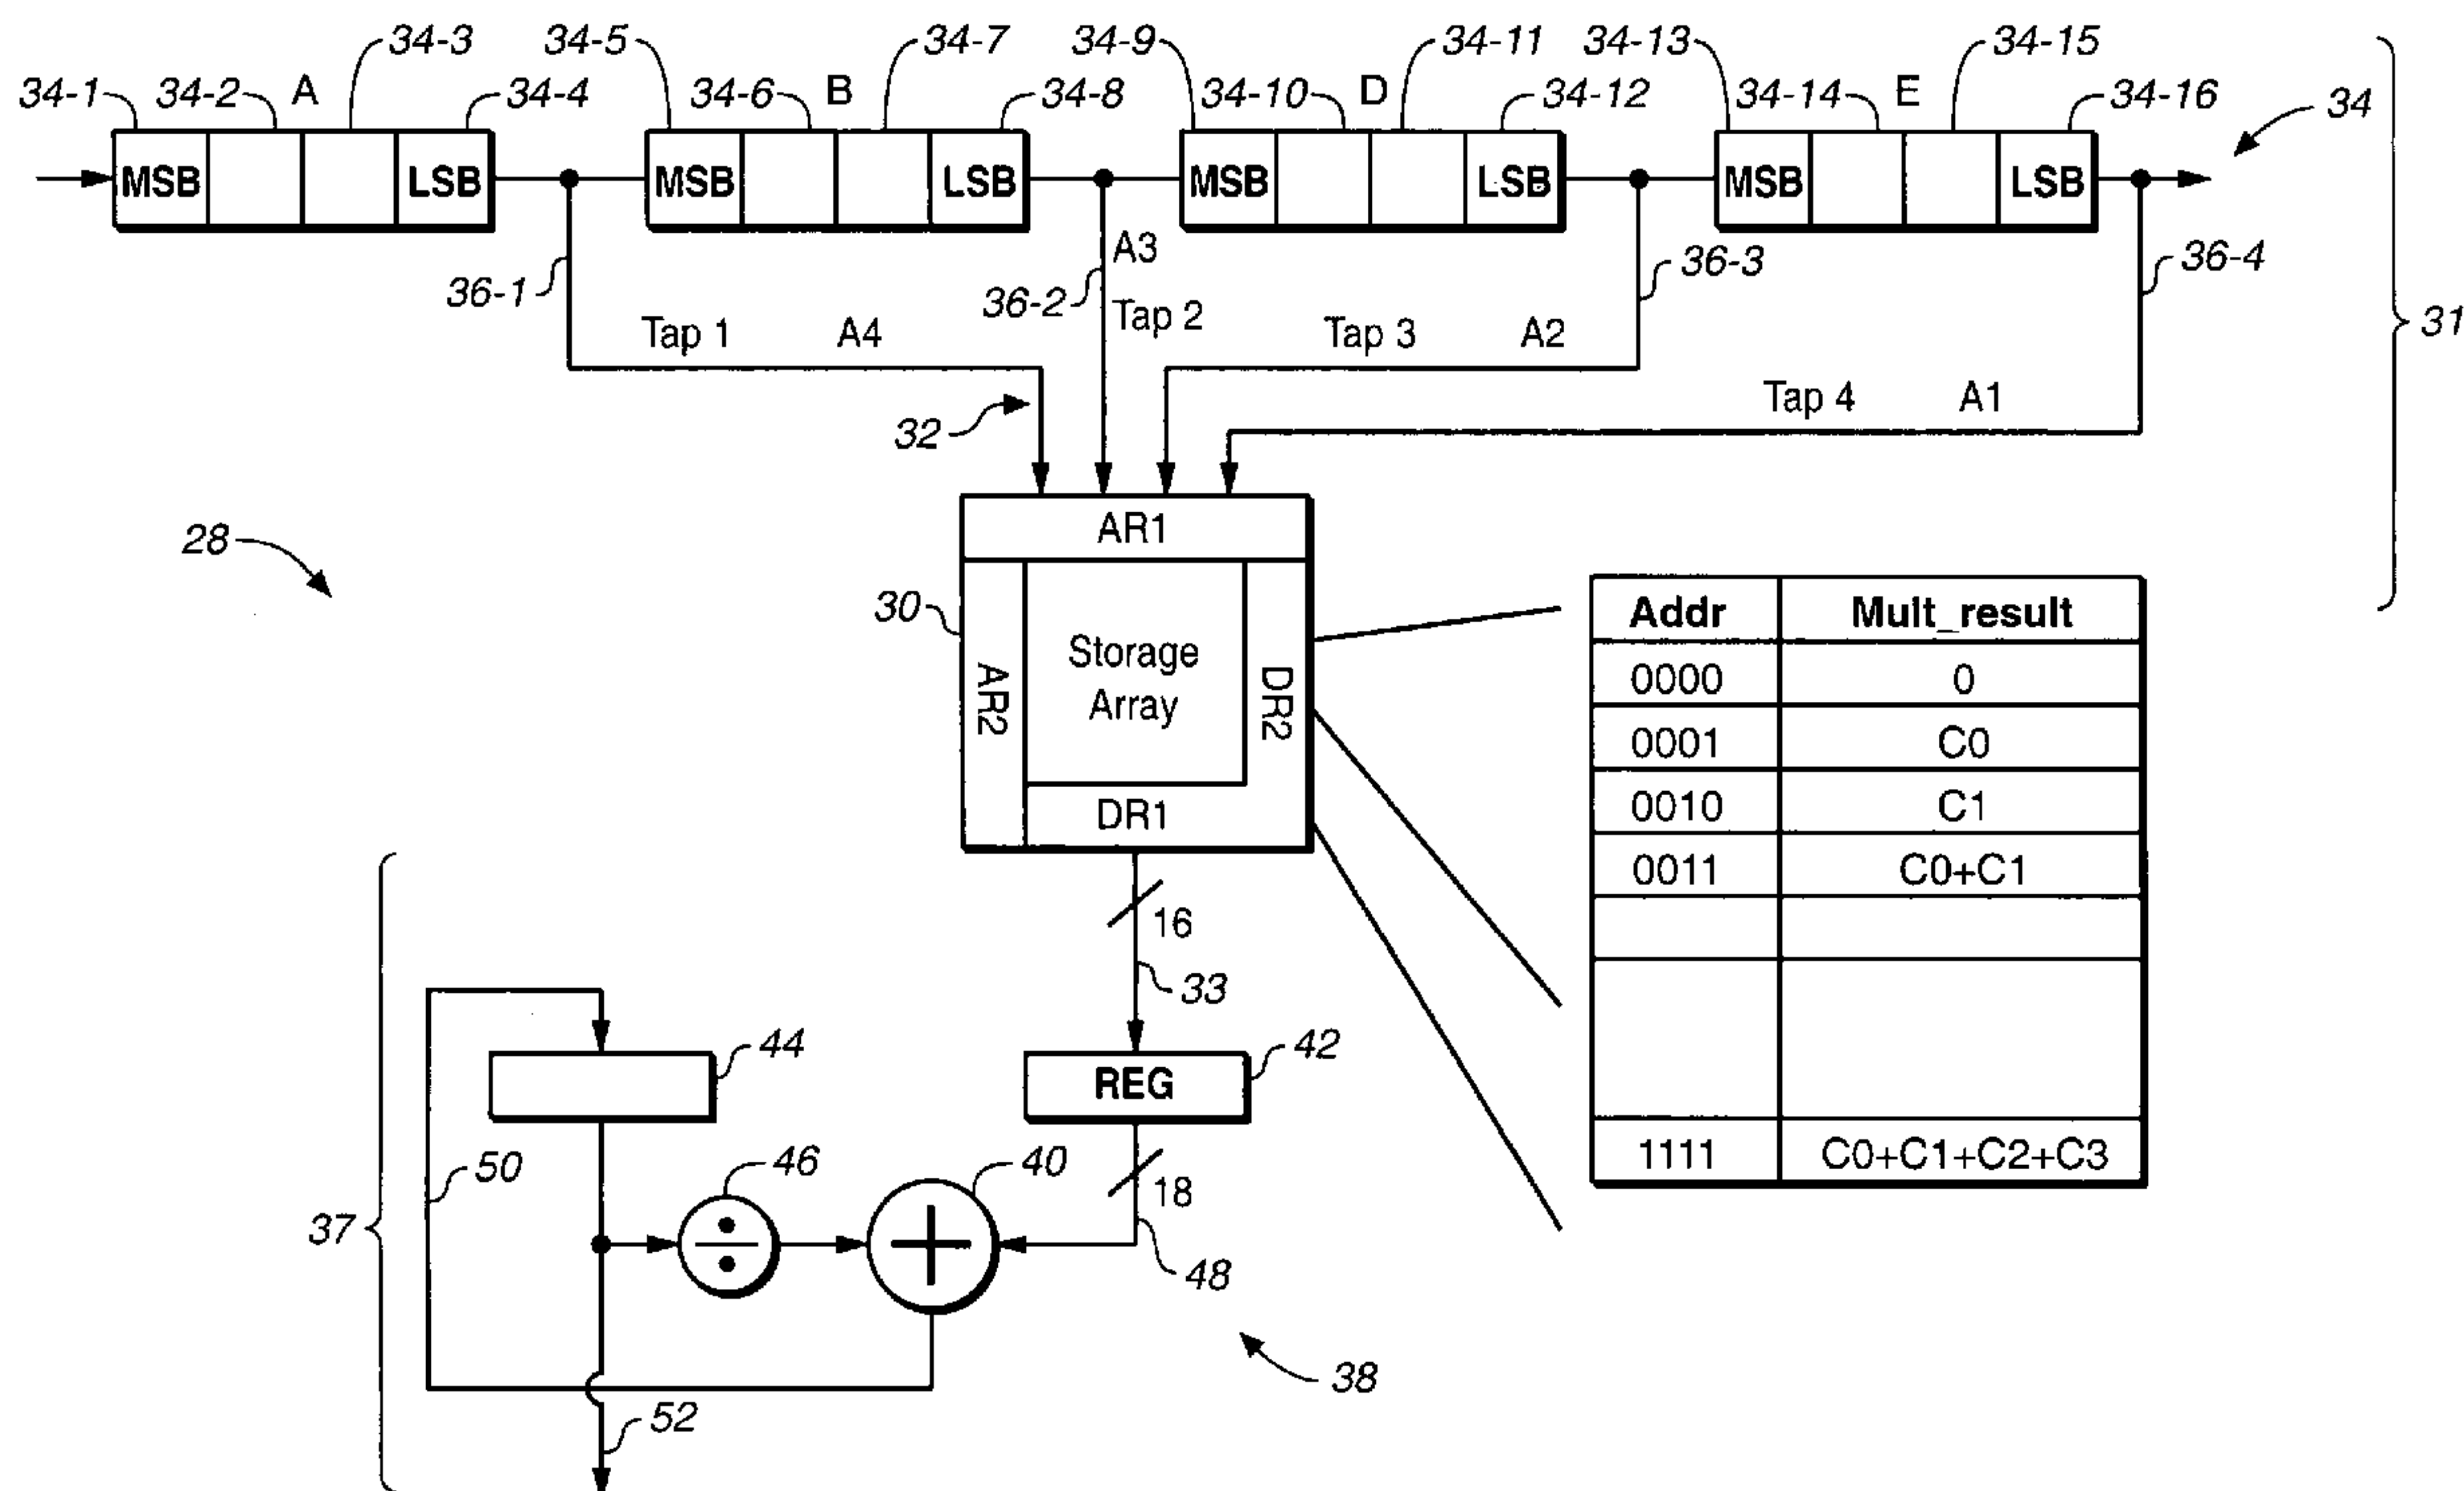 34-3 34-5 34-7 34-9 34-11 34-13 34-15
34-1 34-2 A 34-4 34-6 B 34-8 34-10 D 34-12 34-14 E 34-16 34
MSB LSB MSB LSB MSB LSB MSB LSB
36-1 36-2 A3 36-3 36-4
Tap 1 A4 Tap 2 Tap 3 A2 31
Tap 4 A1
32
AR1
28
30
Storage
Array
AR2
DR2
DR1
Addr Mult_result
0000 0
0001 C0
0010 C1
0011 C0+C1
1111 C0+C1+C2+C3
16
33
44
REG 42
50 46 40 18
37
48
38
52